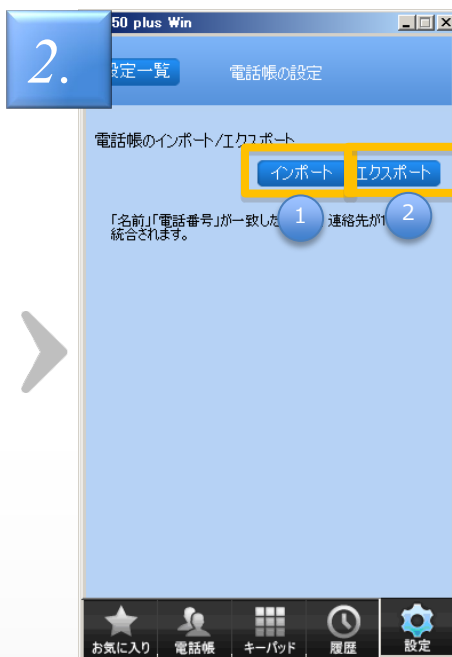 2.
50 plus Win
設定一覧
電話帳の設定
電話帳のインポート/エクスポート
インポート
エクスポート
「名前」「電話番号」が一致した
連絡先が
統合されます。
1
2
お気に入り
電話帳
キーパッド
履歴
設定